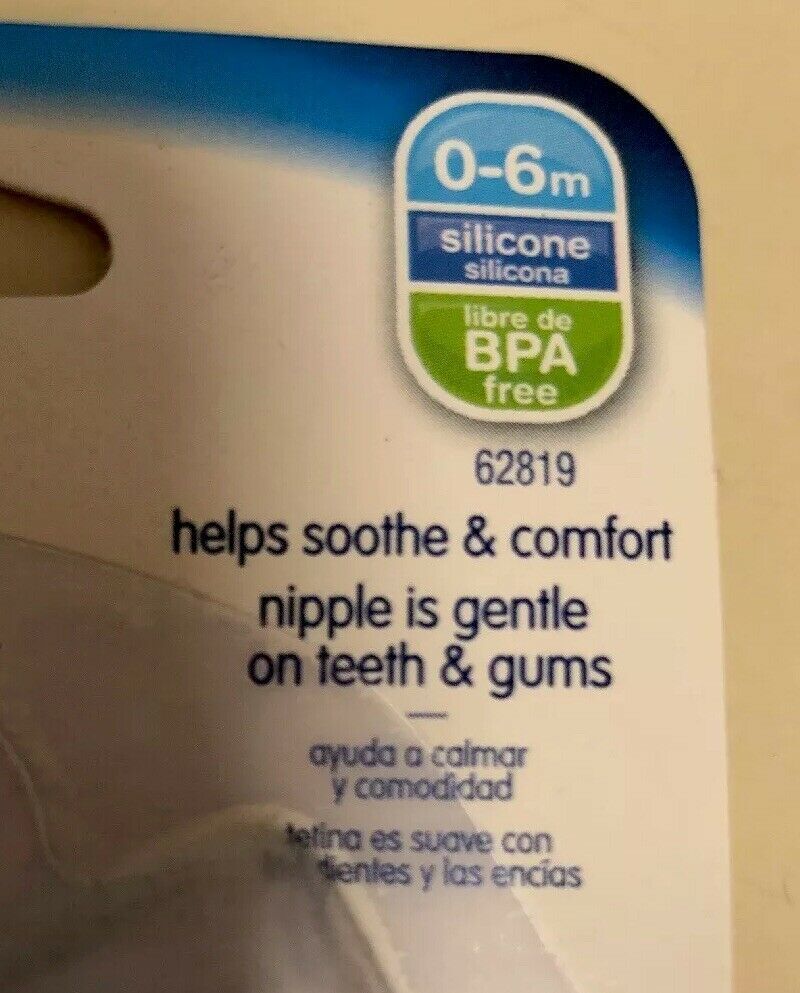 0-6m
silicone
silicona
libre de
BPA
free
62819
helps soothe & comfort
nipple is gentle
on teeth & gums
ayuda a calmar
y comodidad
tetina es suave con
dientes y las encías